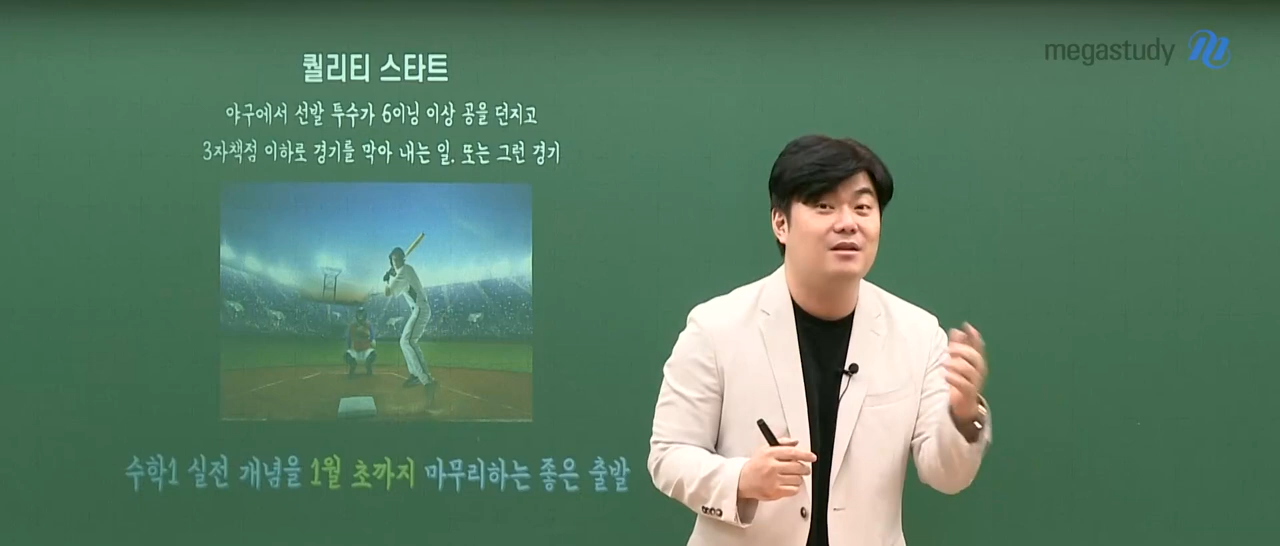 megastudy
퀄리티 스타트
야구에서 선발 투수가 6이닝 이상 공을 던지고
3자책점 이하로 경기를 막아 내는 일. 또는 그런 경기
수학1 실전 개념을 1월 초까지 마무리하는 좋은 출발